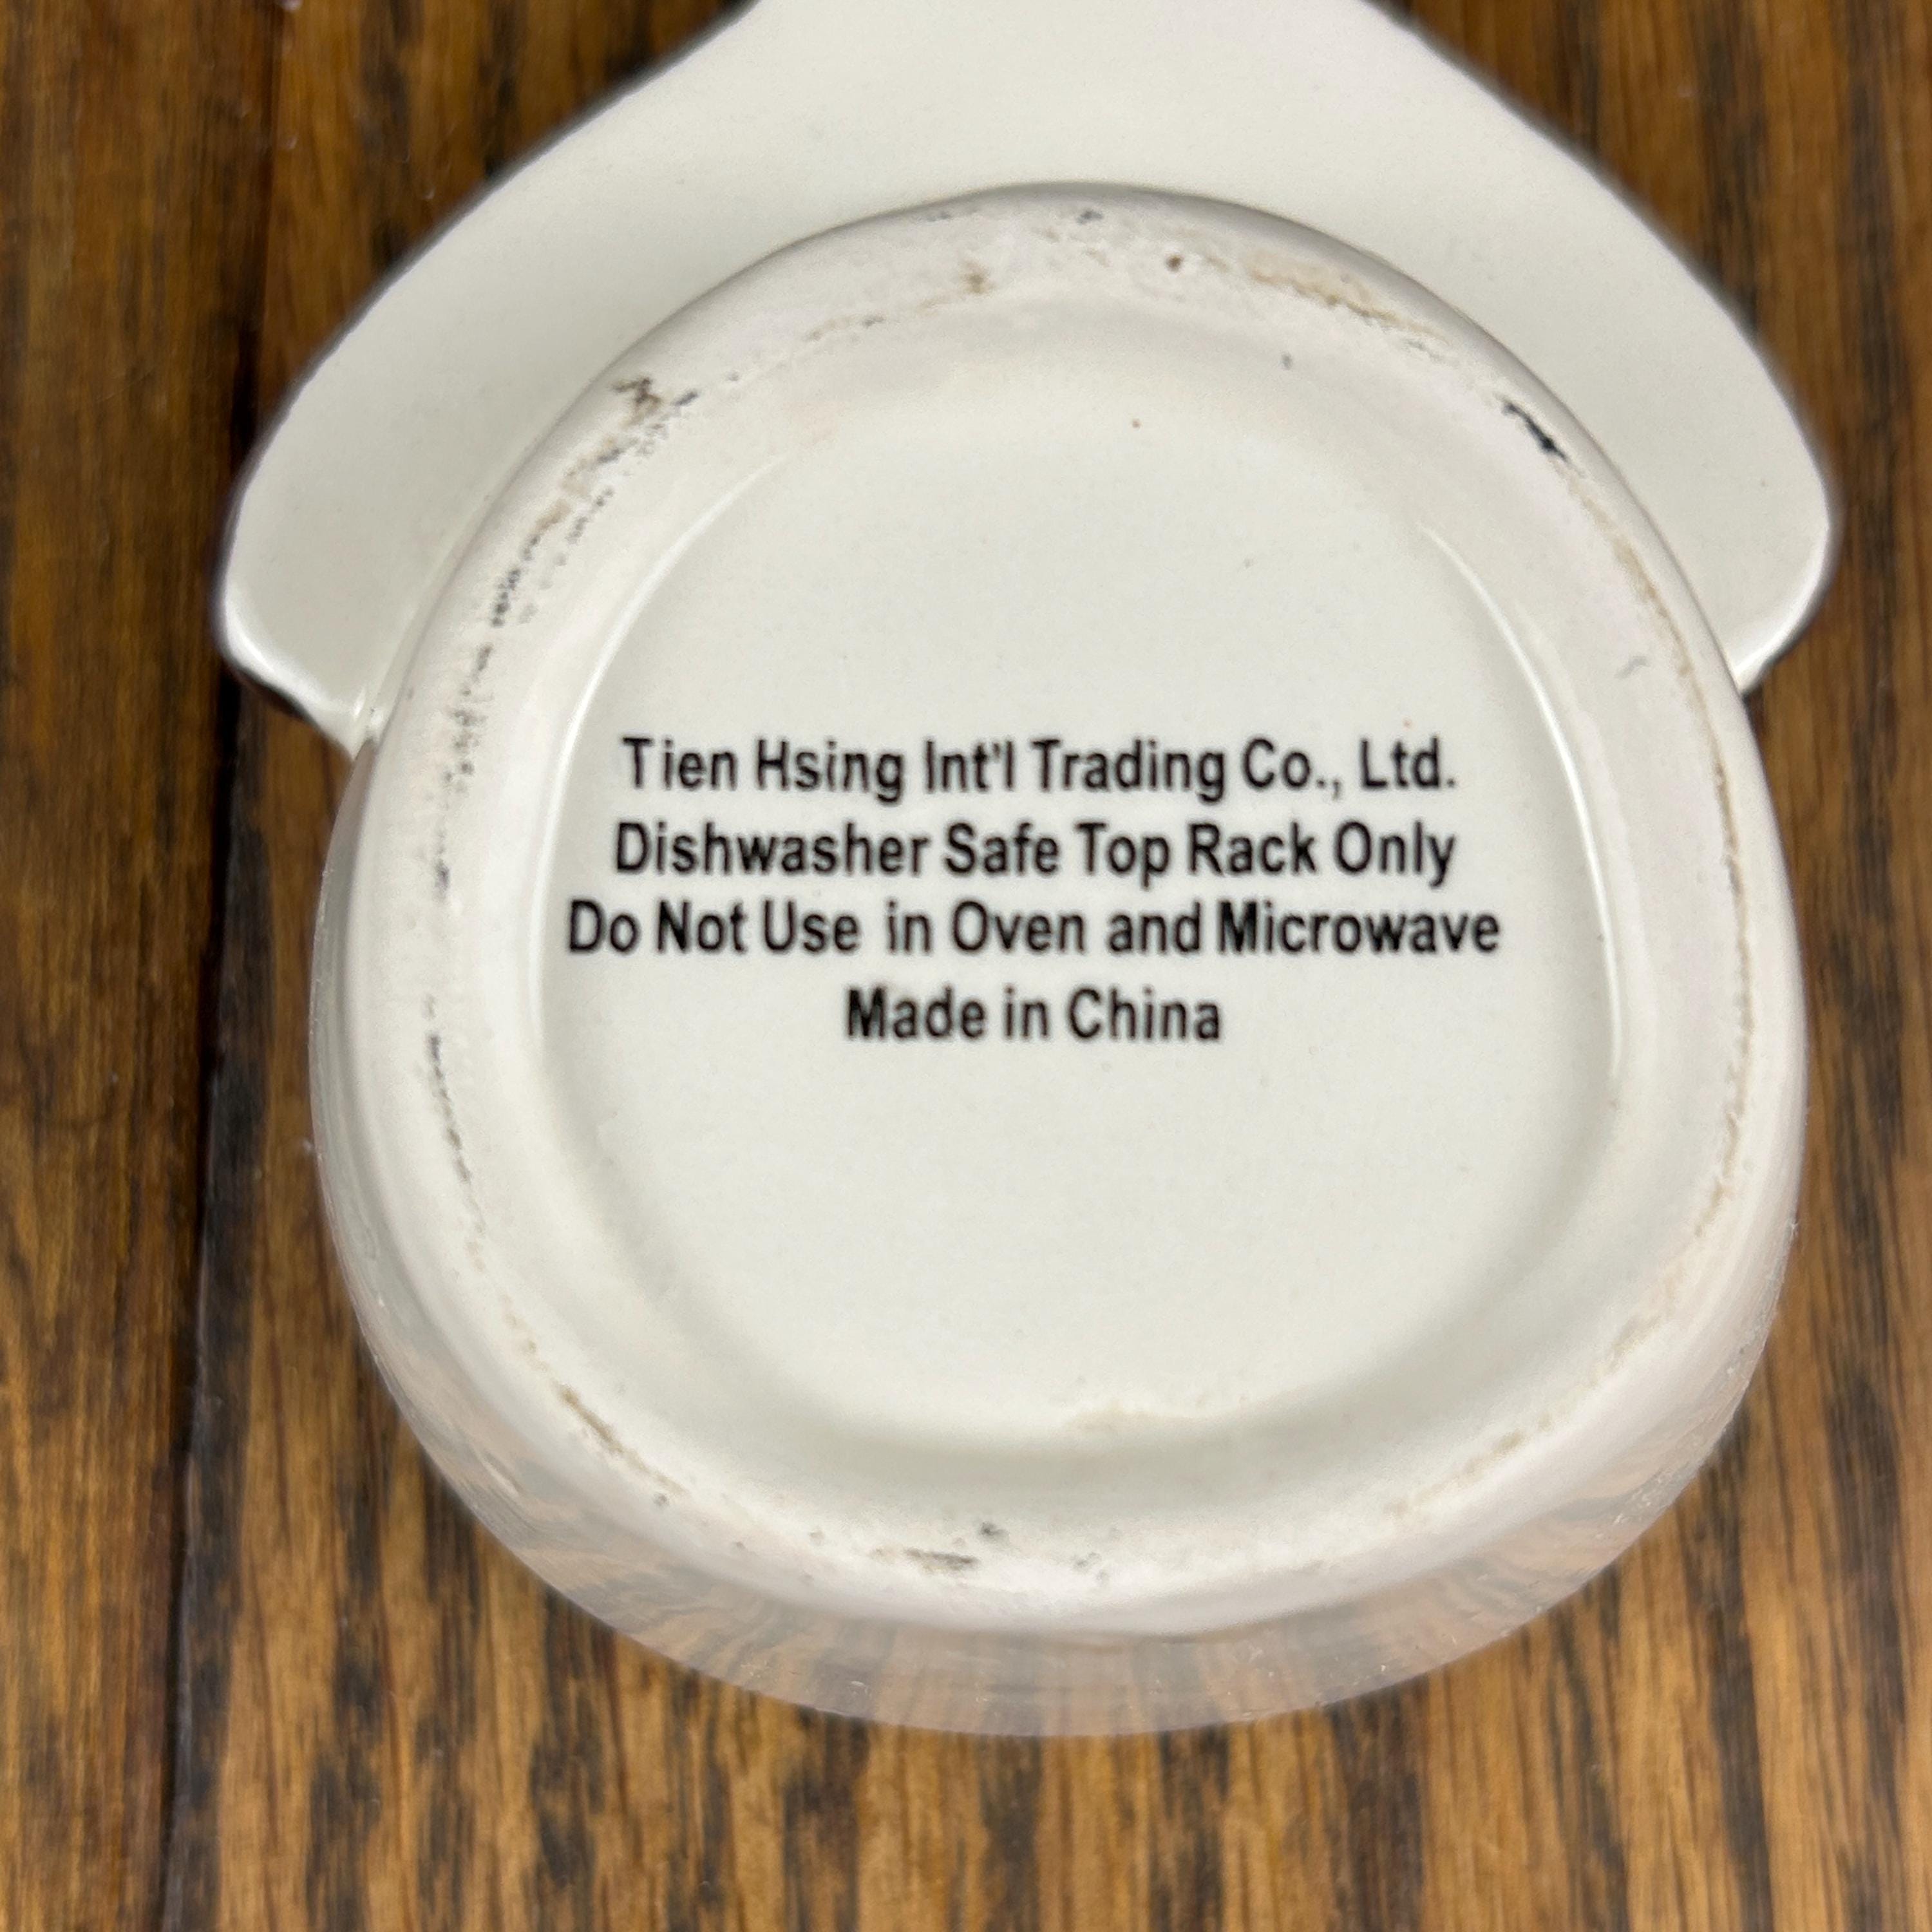 Tien Hsing Int'l Trading Co., Ltd.
Dishwasher Safe Top Rack Only
Do Not Use in Oven and Microwave
Made in China